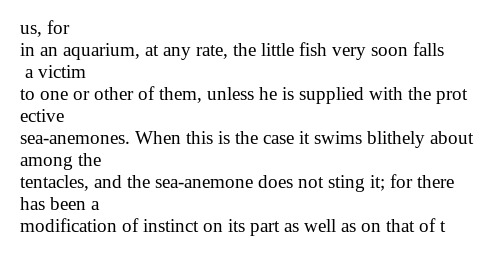 us, for
in an aquarium, at any rate, the little fish very soon falls
a victim
to one or other of them, unless he is supplied with the prot
ective
sea-anemones. When this is the case it swims blithely about
among the
tentacles, and the sea-anemone does not sting it; for there
has been a
modification of instinct on its part as well as on that of t